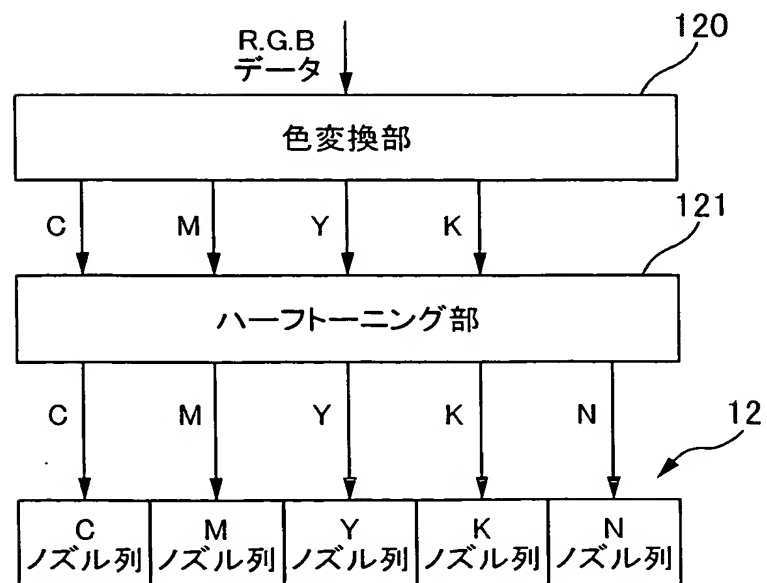 R.G.B
データ
120
色変換部
C M Y K
121
ハーフトーニング部
C M Y K N
12
C M Y K N
ノズル列 ノズル列 ノズル列 ノズル列 ノズル列